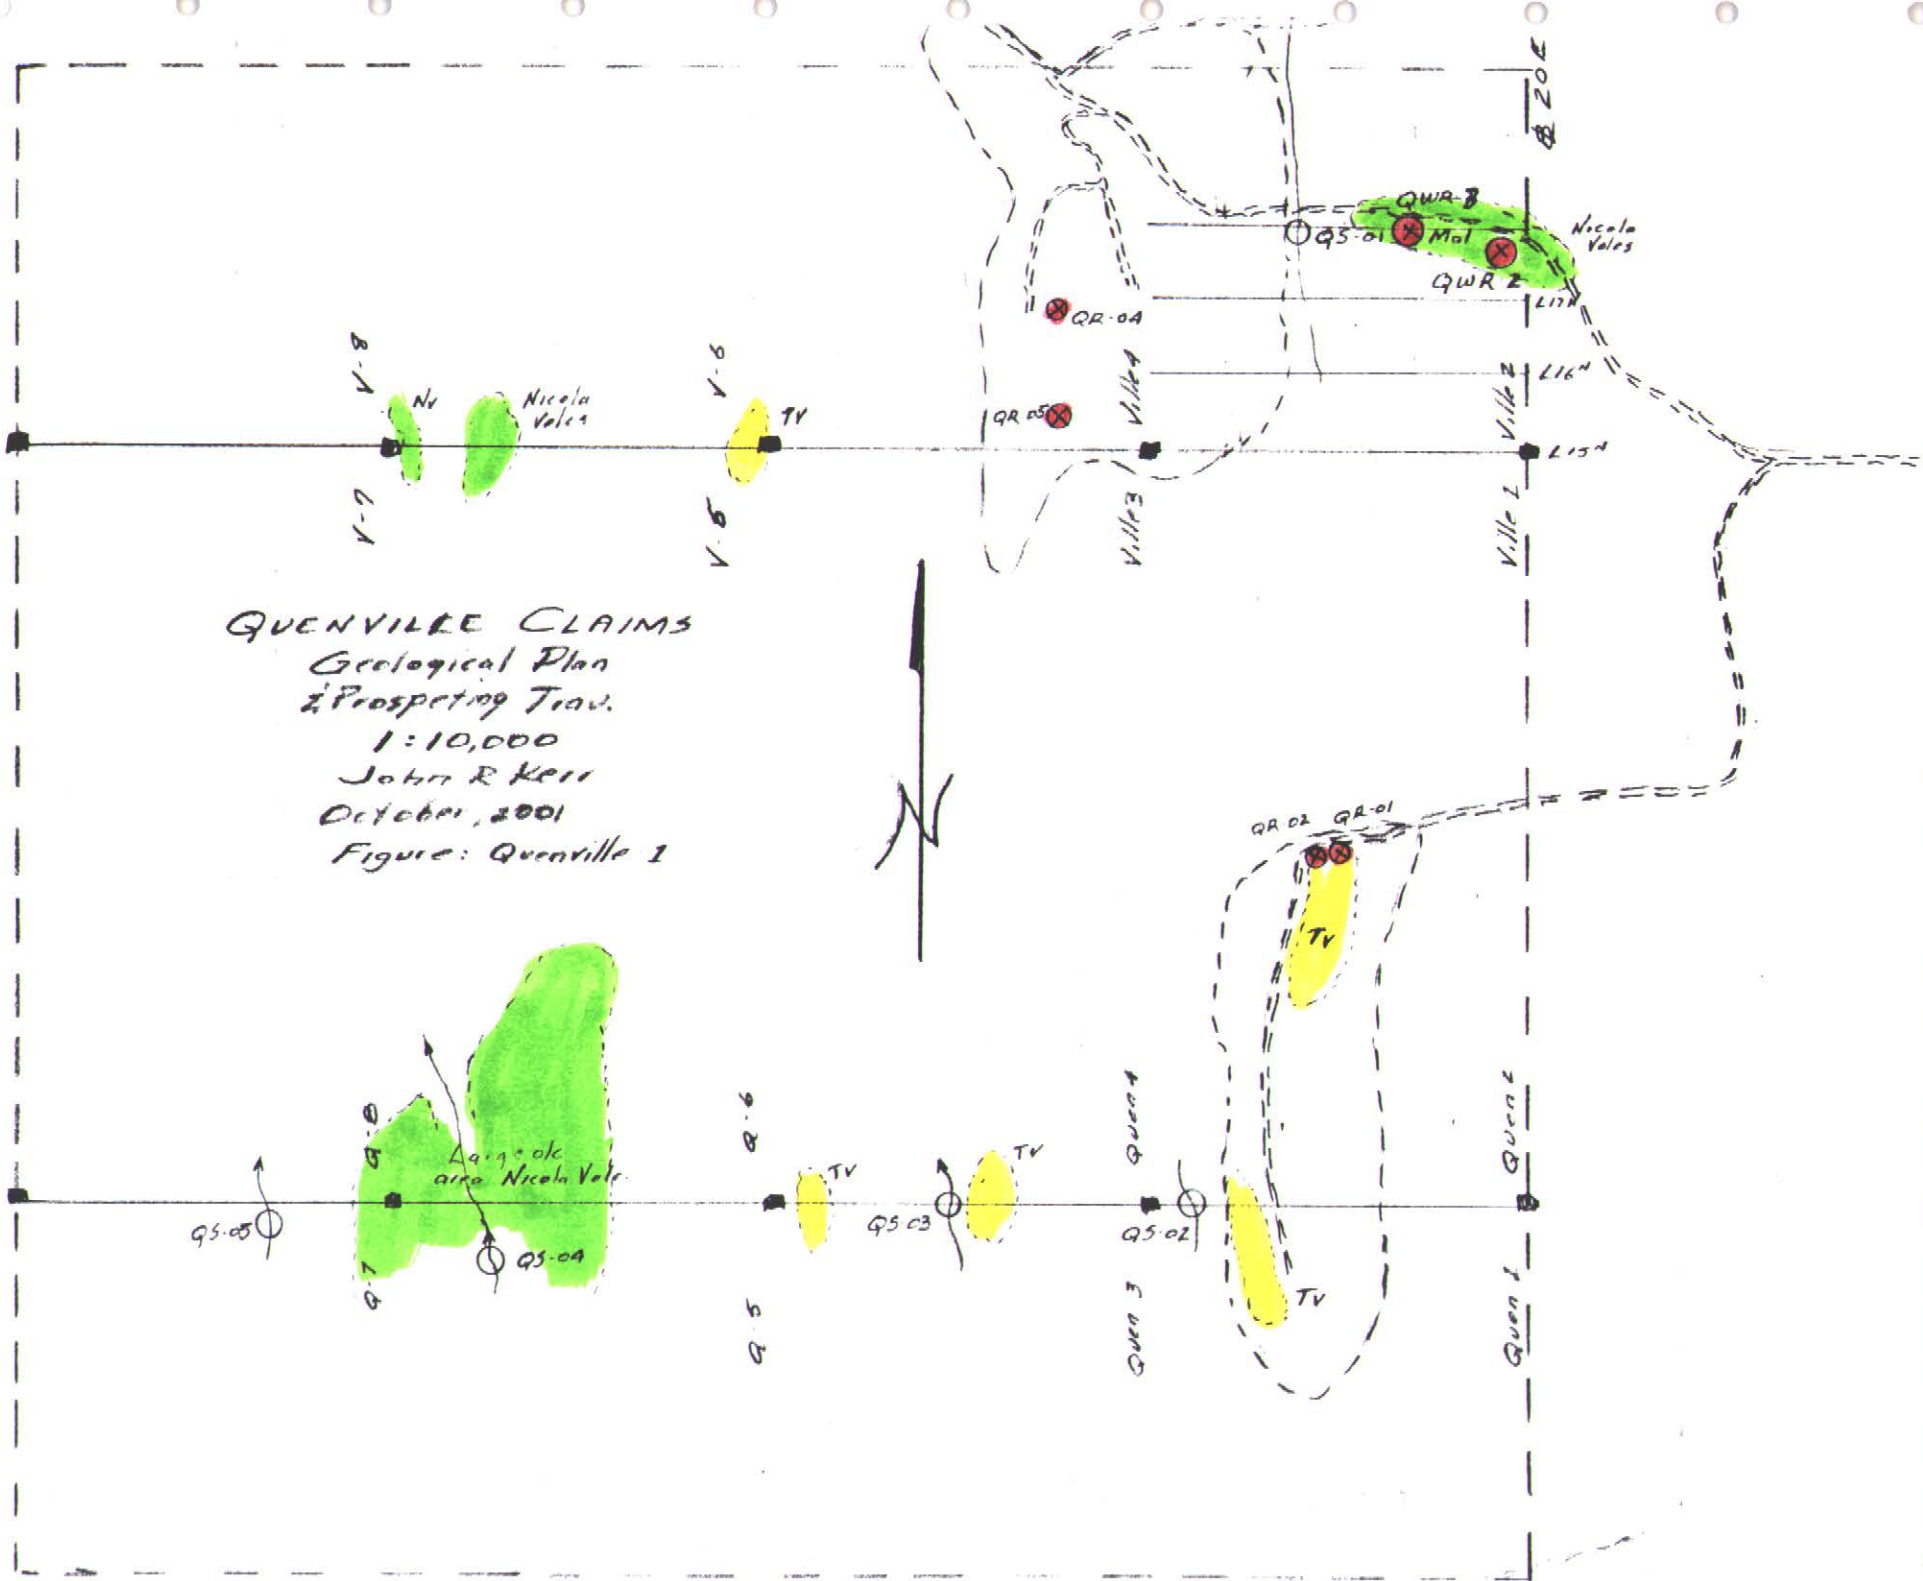 B 20 E
QWR-3
Nicola
Volcs
QS-01
Mal
QWR 2
L17N
QR-04
V-8
Nv
Nicola
Volcs
V-6
TV
QR 05
Ville 4
Ville 2
L16N
L15N
V-7
V-5
Ville 3
Ville 1
QUENVILLE CLAIMS
Geological Plan
& Prospeting Trav.
1:10,000
John R Kerr
October, 2001
Figure: Quenville 1
N
QR-02
QR-01
Tv
Q-8
Large o/c
area Nicola Volc.
Q-6
TV
Tv
Quen 4
Quen 2
QS-05
QS-04
QS-03
QS-02
Q-7
Q-5
Quen 3
Tv
Quen 1